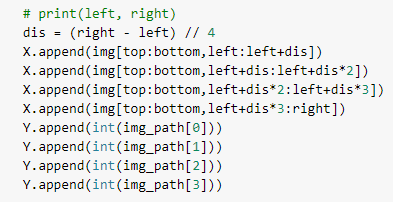 # print(left, right)
dis = (right - left) // 4
X.append(img[top:bottom,left:left+dis])
X.append(img[top:bottom,left+dis:left+dis*2])
X.append(img[top:bottom,left+dis*2:left+dis*3])
X.append(img[top:bottom,left+dis*3:right])
Y.append(int(img_path[0]))
Y.append(int(img_path[1]))
Y.append(int(img_path[2]))
Y.append(int(img_path[3]))